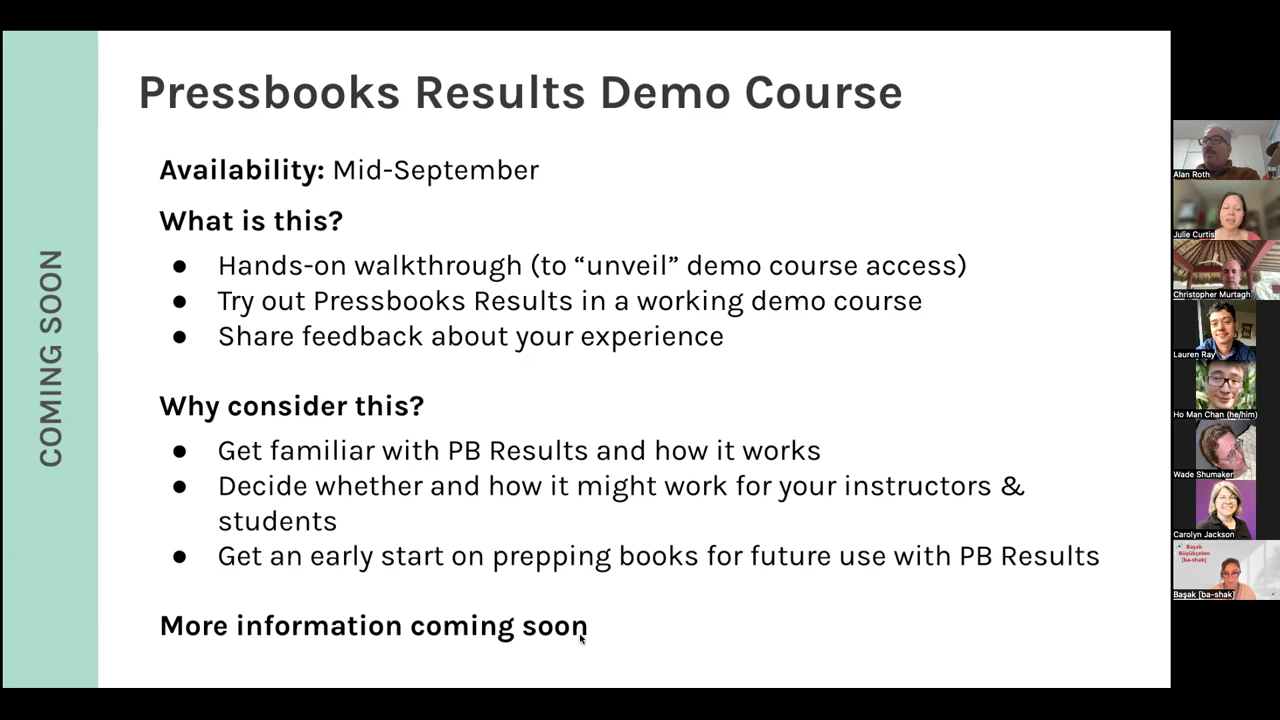 Pressbooks Results Demo Course
Availability: Mid-September
What is this?
● Hands-on walkthrough (to “unveil” demo course access)
● Try out Pressbooks Results in a working demo course
● Share feedback about your experience
Why consider this?
● Get familiar with PB Results and how it works
● Decide whether and how it might work for your instructors &
students
● Get an early start on prepping books for future use with PB Results
More information coming soon
COMING SOON
Alan Roth
Julie Curtis
Christopher Murtagh
Lauren Ray
Ho Man Chan (he/him)
Wade Shumaker
Carolyn Jackson
Başak
Büyükçelen
[ba-shak]
Başak [ba-shak]